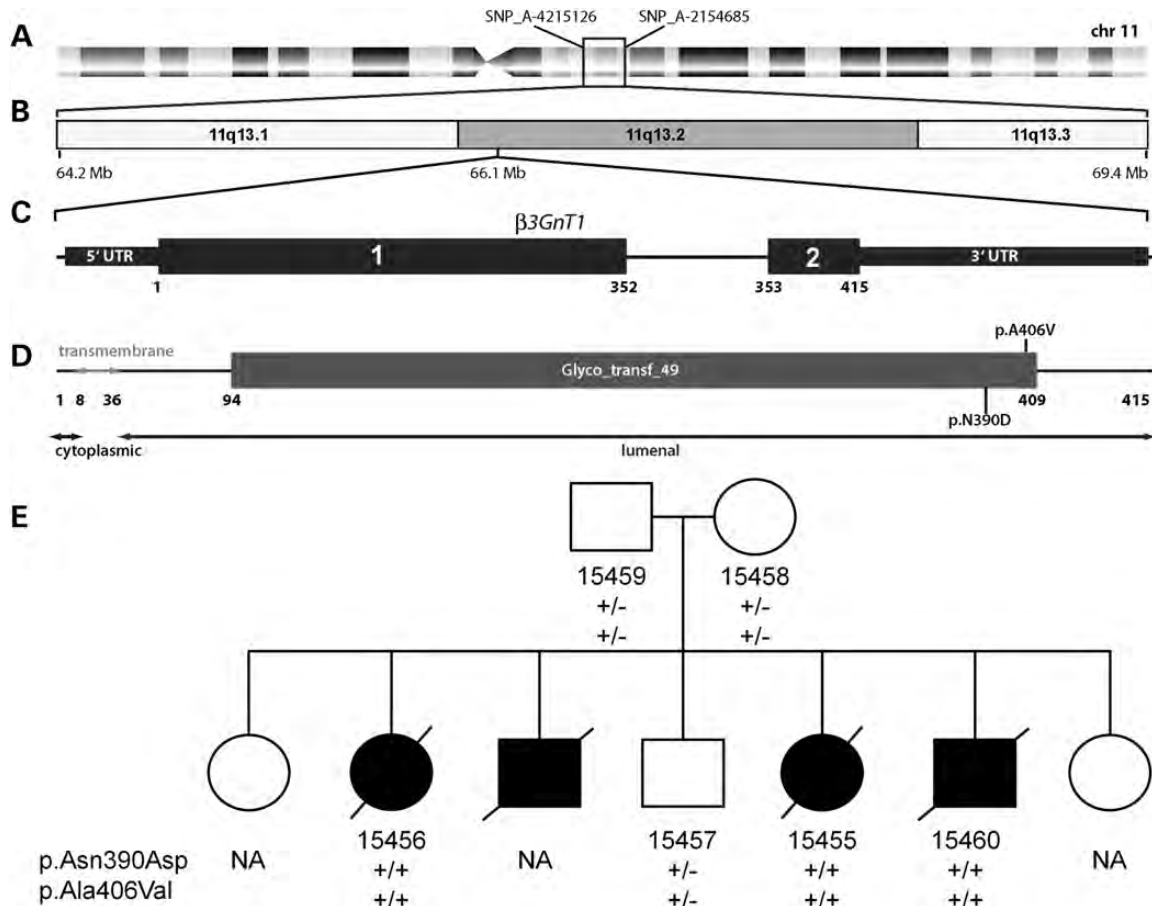 SNP_A-4215126 SNP_A-2154685
A chr 11
B 11q13.1 11q13.2 11q13.3
64.2 Mb 66.1 Mb 69.4 Mb
C β3GnT1
5' UTR 1 2 3' UTR
1 352 353 415
p.A406V
D transmembrane
Glyco_transf_49
1 8 36 94 409 415
p.N390D
cytoplasmic lumenal
E
15459 15458
+/- +/-
+/- +/-
15456 15457 15455 15460
p.Asn390Asp NA +/+ NA +/- +/+ +/+ NA
p.Ala406Val +/+ +/- +/+ +/+